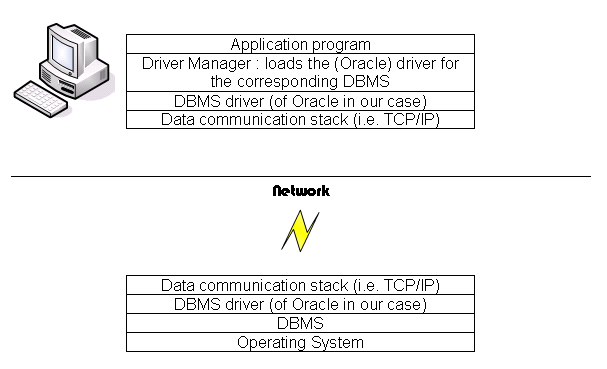 Application program
Driver Manager : loads the (Oracle) driver for
the corresponding DBMS
DBMS driver (of Oracle in our case)
Data communication stack (i.e. TCP/IP)
Network
Data communication stack (i.e. TCP/IP)
DBMS driver (of Oracle in our case)
DBMS
Operating System